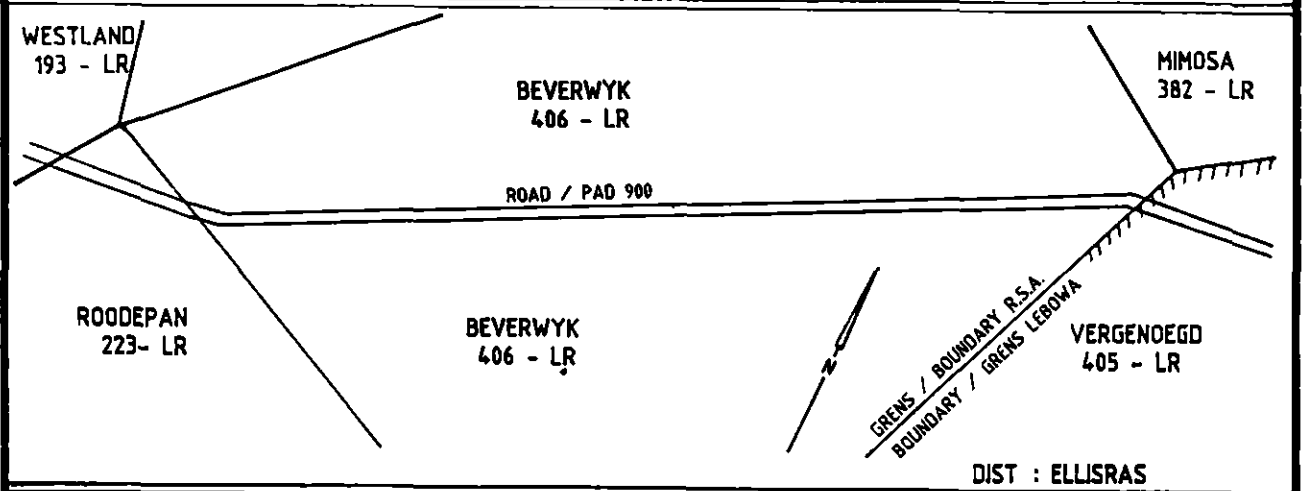 WESTLAND
193 - LR
BEVERWYK
406 - LR
MIMOSA
382 - LR
ROAD / PAD 900
ROODEPAN
223- LR
BEVERWYK
406 - LR
N
GRENS / BOUNDARY R.S.A.
BOUNDARY / GRENS LEBOWA
VERGENOEGD
405 - LR
DIST : ELLISRAS